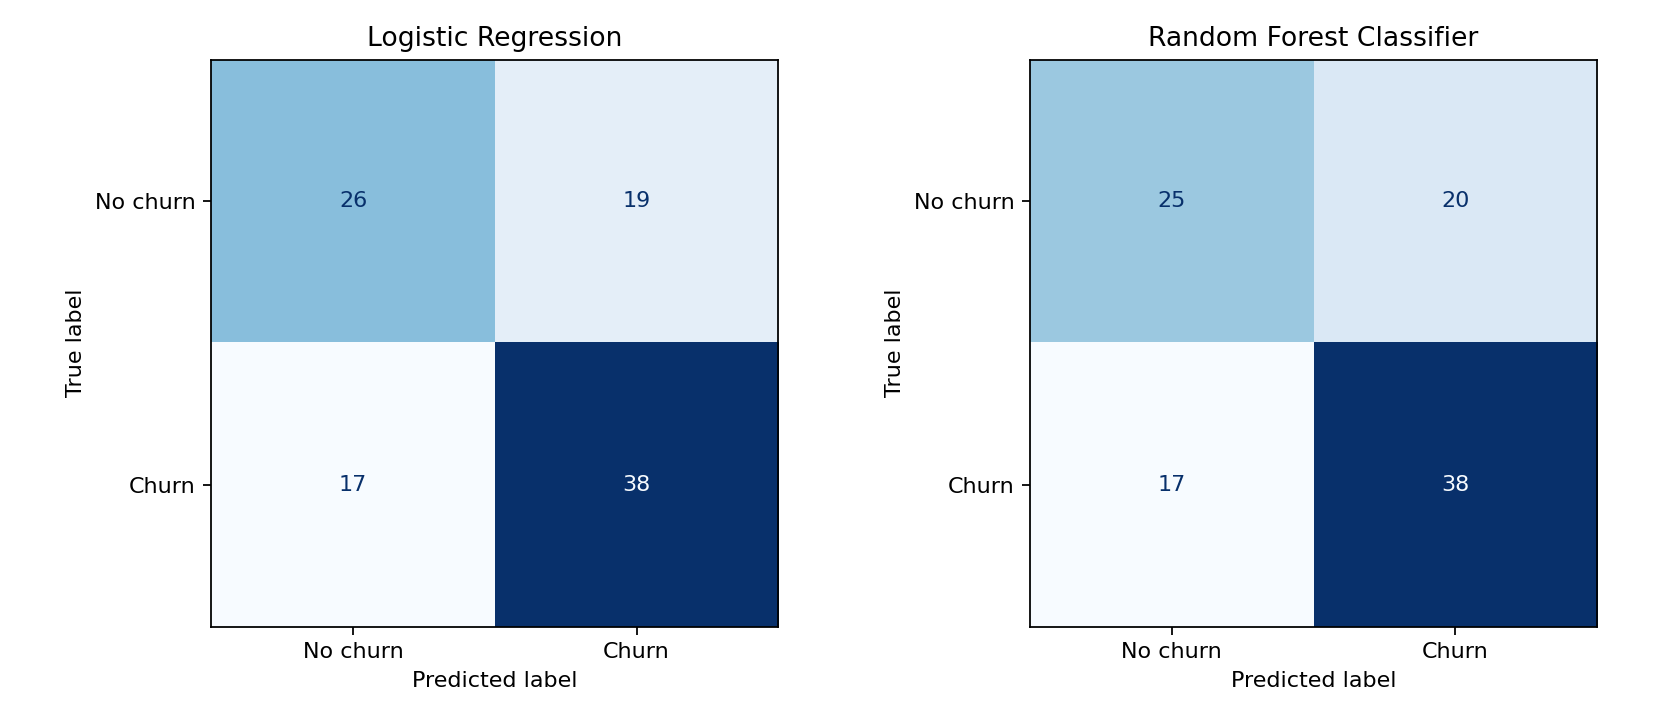 Logistic Regression
No churn
Churn
True label
26
19
17
38
No churn
Churn
Predicted label
Random Forest Classifier
No churn
Churn
True label
25
20
17
38
No churn
Churn
Predicted label